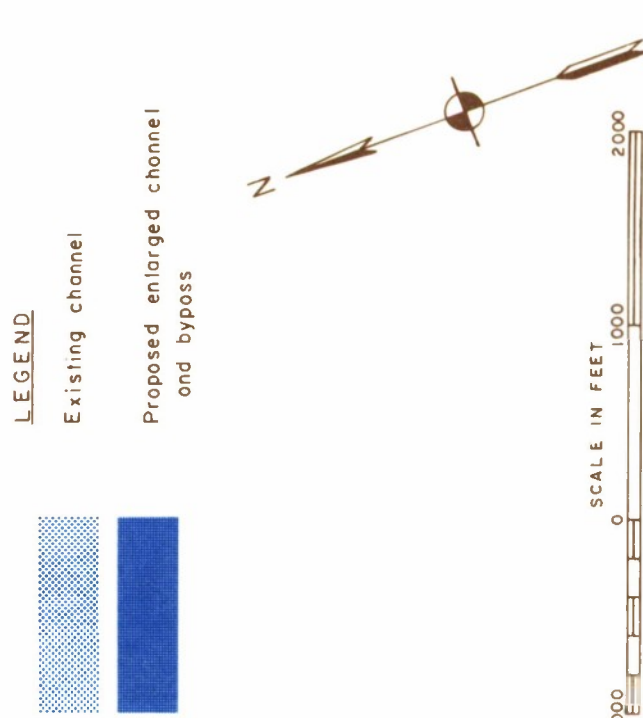 LEGEND
Existing channel
Proposed enlarged chonnel
ond byposs
N
SCALE IN FEET
0 1000 2000